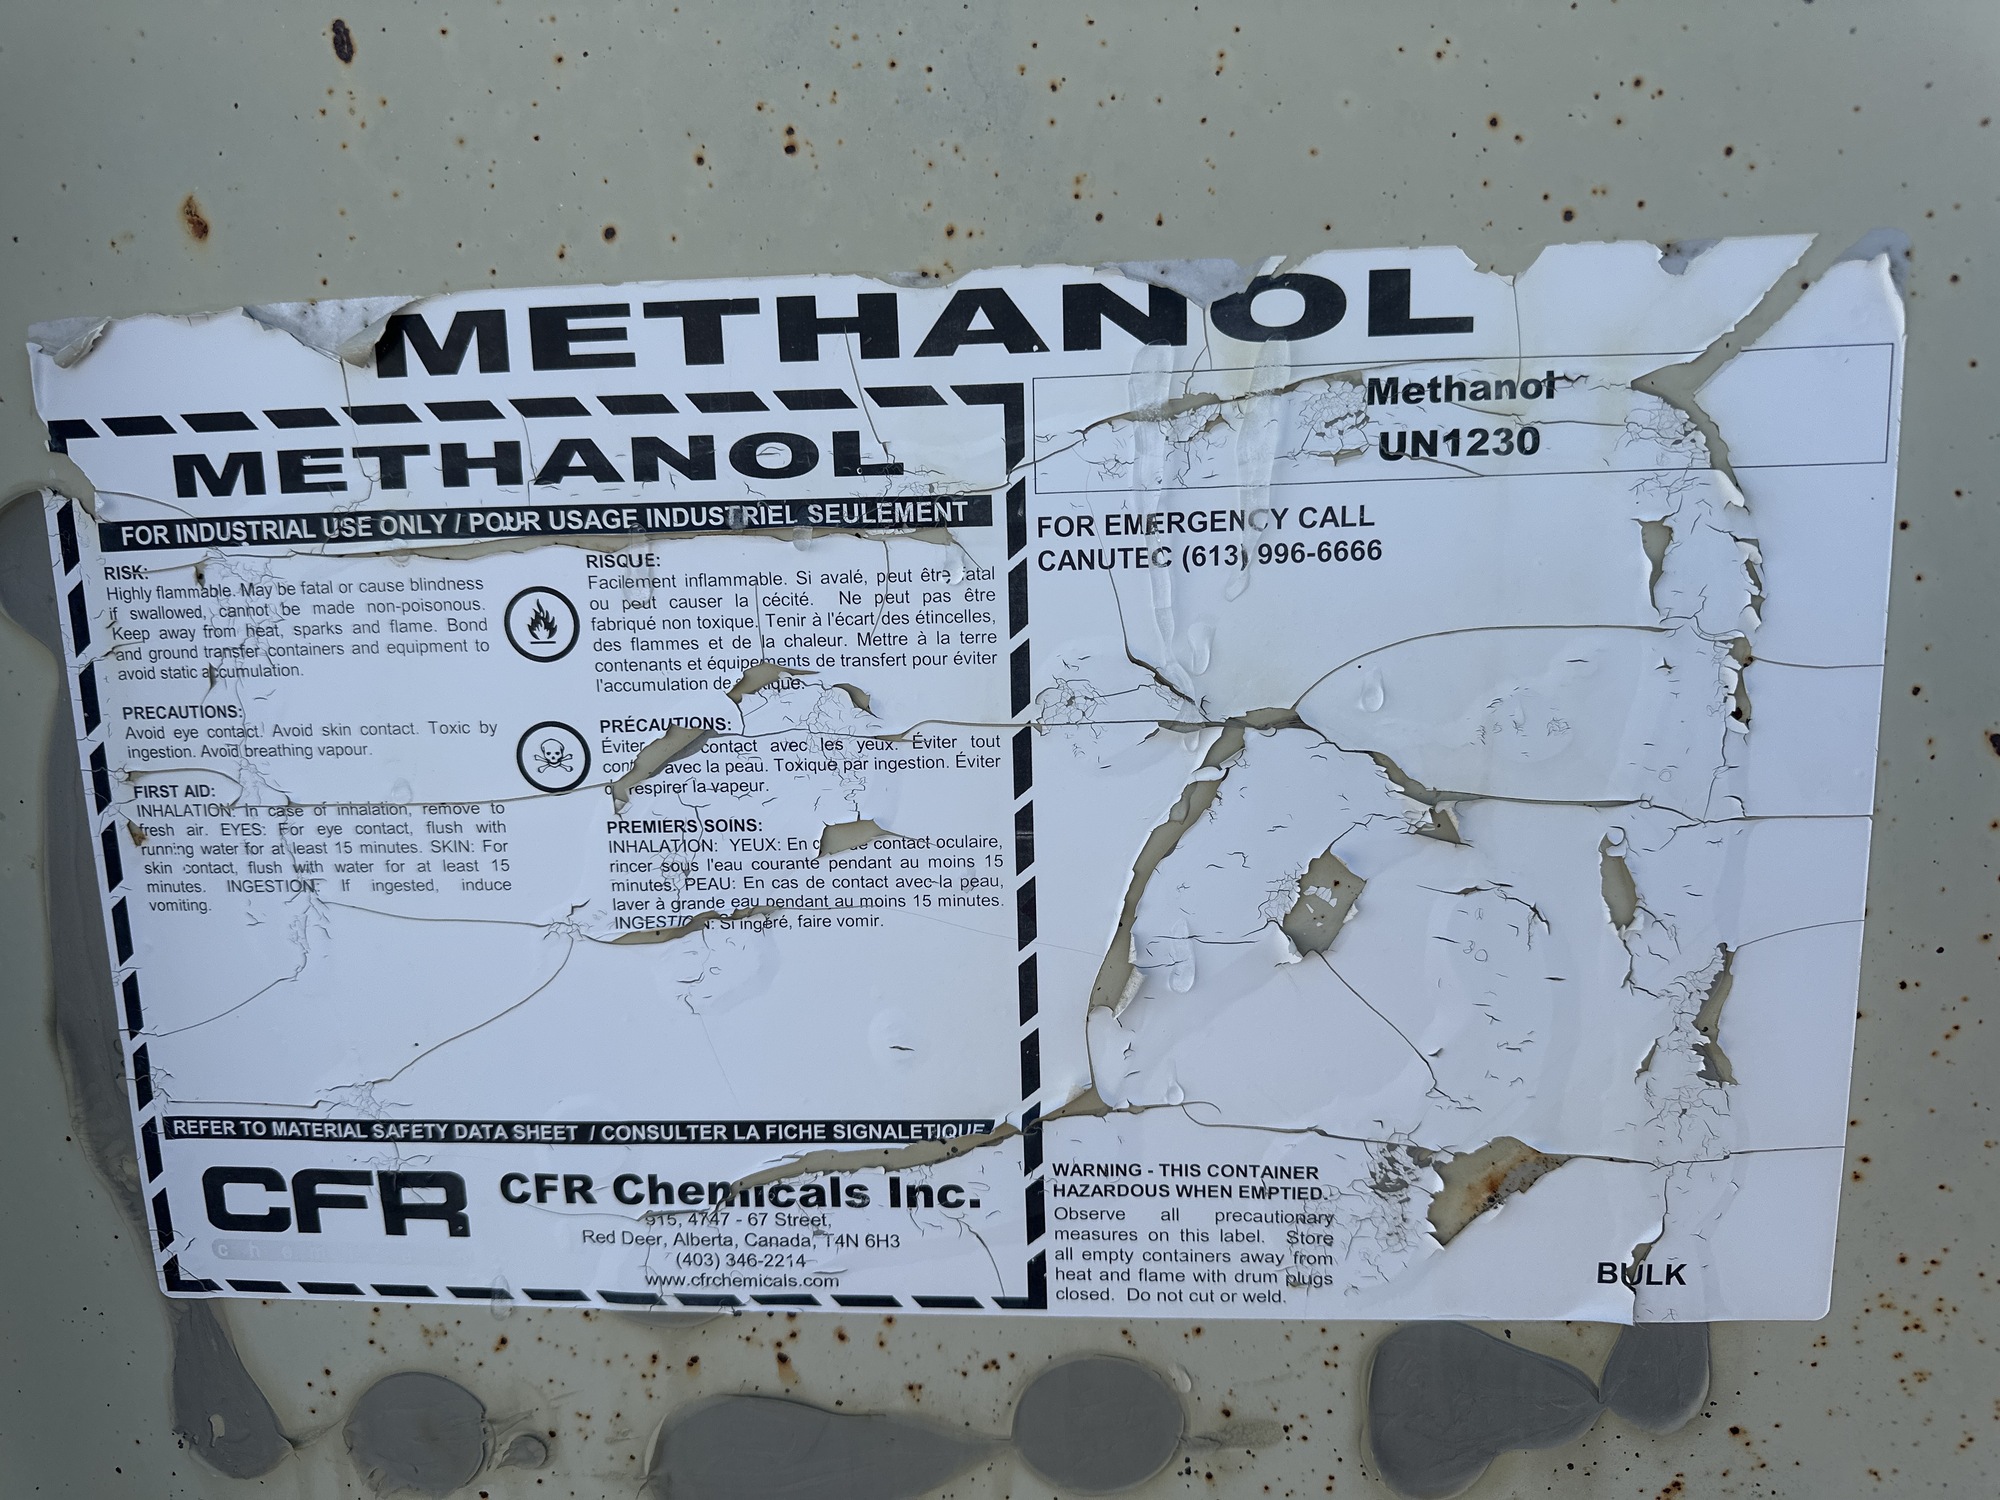 METHANOL
METHANOL
FOR INDUSTRIAL USE ONLY / POUR USAGE INDUSTRIEL SEULEMENT
RISK:
Highly flammable. May be fatal or cause blindness
if swallowed, cannot be made non-poisonous.
Keep away from heat, sparks and flame. Bond
and ground transfer containers and equipment to
avoid static accumulation.
PRECAUTIONS:
Avoid eye contact. Avoid skin contact. Toxic by
ingestion. Avoid breathing vapour.
FIRST AID:
INHALATION: In case of inhalation, remove to
fresh air. EYES: For eye contact, flush with
running water for at least 15 minutes. SKIN: For
skin contact, flush with water for at least 15
minutes. INGESTION: If ingested, induce
vomiting.
RISQUE:
Facilement inflammable. Si avalé, peut être fatal
ou peut causer la cécité. Ne peut pas être
fabriqué non toxique. Tenir à l'écart des étincelles,
des flammes et de la chaleur. Mettre à la terre
contenants et équipements de transfert pour éviter
l'accumulation de
PRÉCAUTIONS:
Éviter contact avec les yeux. Éviter tout
avec la peau. Toxique par ingestion. Éviter
respirer la vapeur.
PREMIERS SOINS:
INHALATION: YEUX: En contact oculaire,
rincer sous l'eau courante pendant au moins 15
minutes. PEAU: En cas de contact avec la peau,
laver à grande eau pendant au moins 15 minutes.
INGESTION: Si ingéré, faire vomir.
REFER TO MATERIAL SAFETY DATA SHEET / CONSULTER LA FICHE SIGNALETIQUE
CFR
CFR Chemicals Inc.
915, 4747 - 67 Street,
Red Deer, Alberta, Canada, T4N 6H3
(403) 346-2214
www.cfrchemicals.com
Methanol
UN1230
FOR EMERGENCY CALL
CANUTEC (613) 996-6666
WARNING - THIS CONTAINER
HAZARDOUS WHEN EMPTIED.
Observe all precautionary
measures on this label. Store
all empty containers away from
heat and flame with drum plugs
closed. Do not cut or weld.
BULK